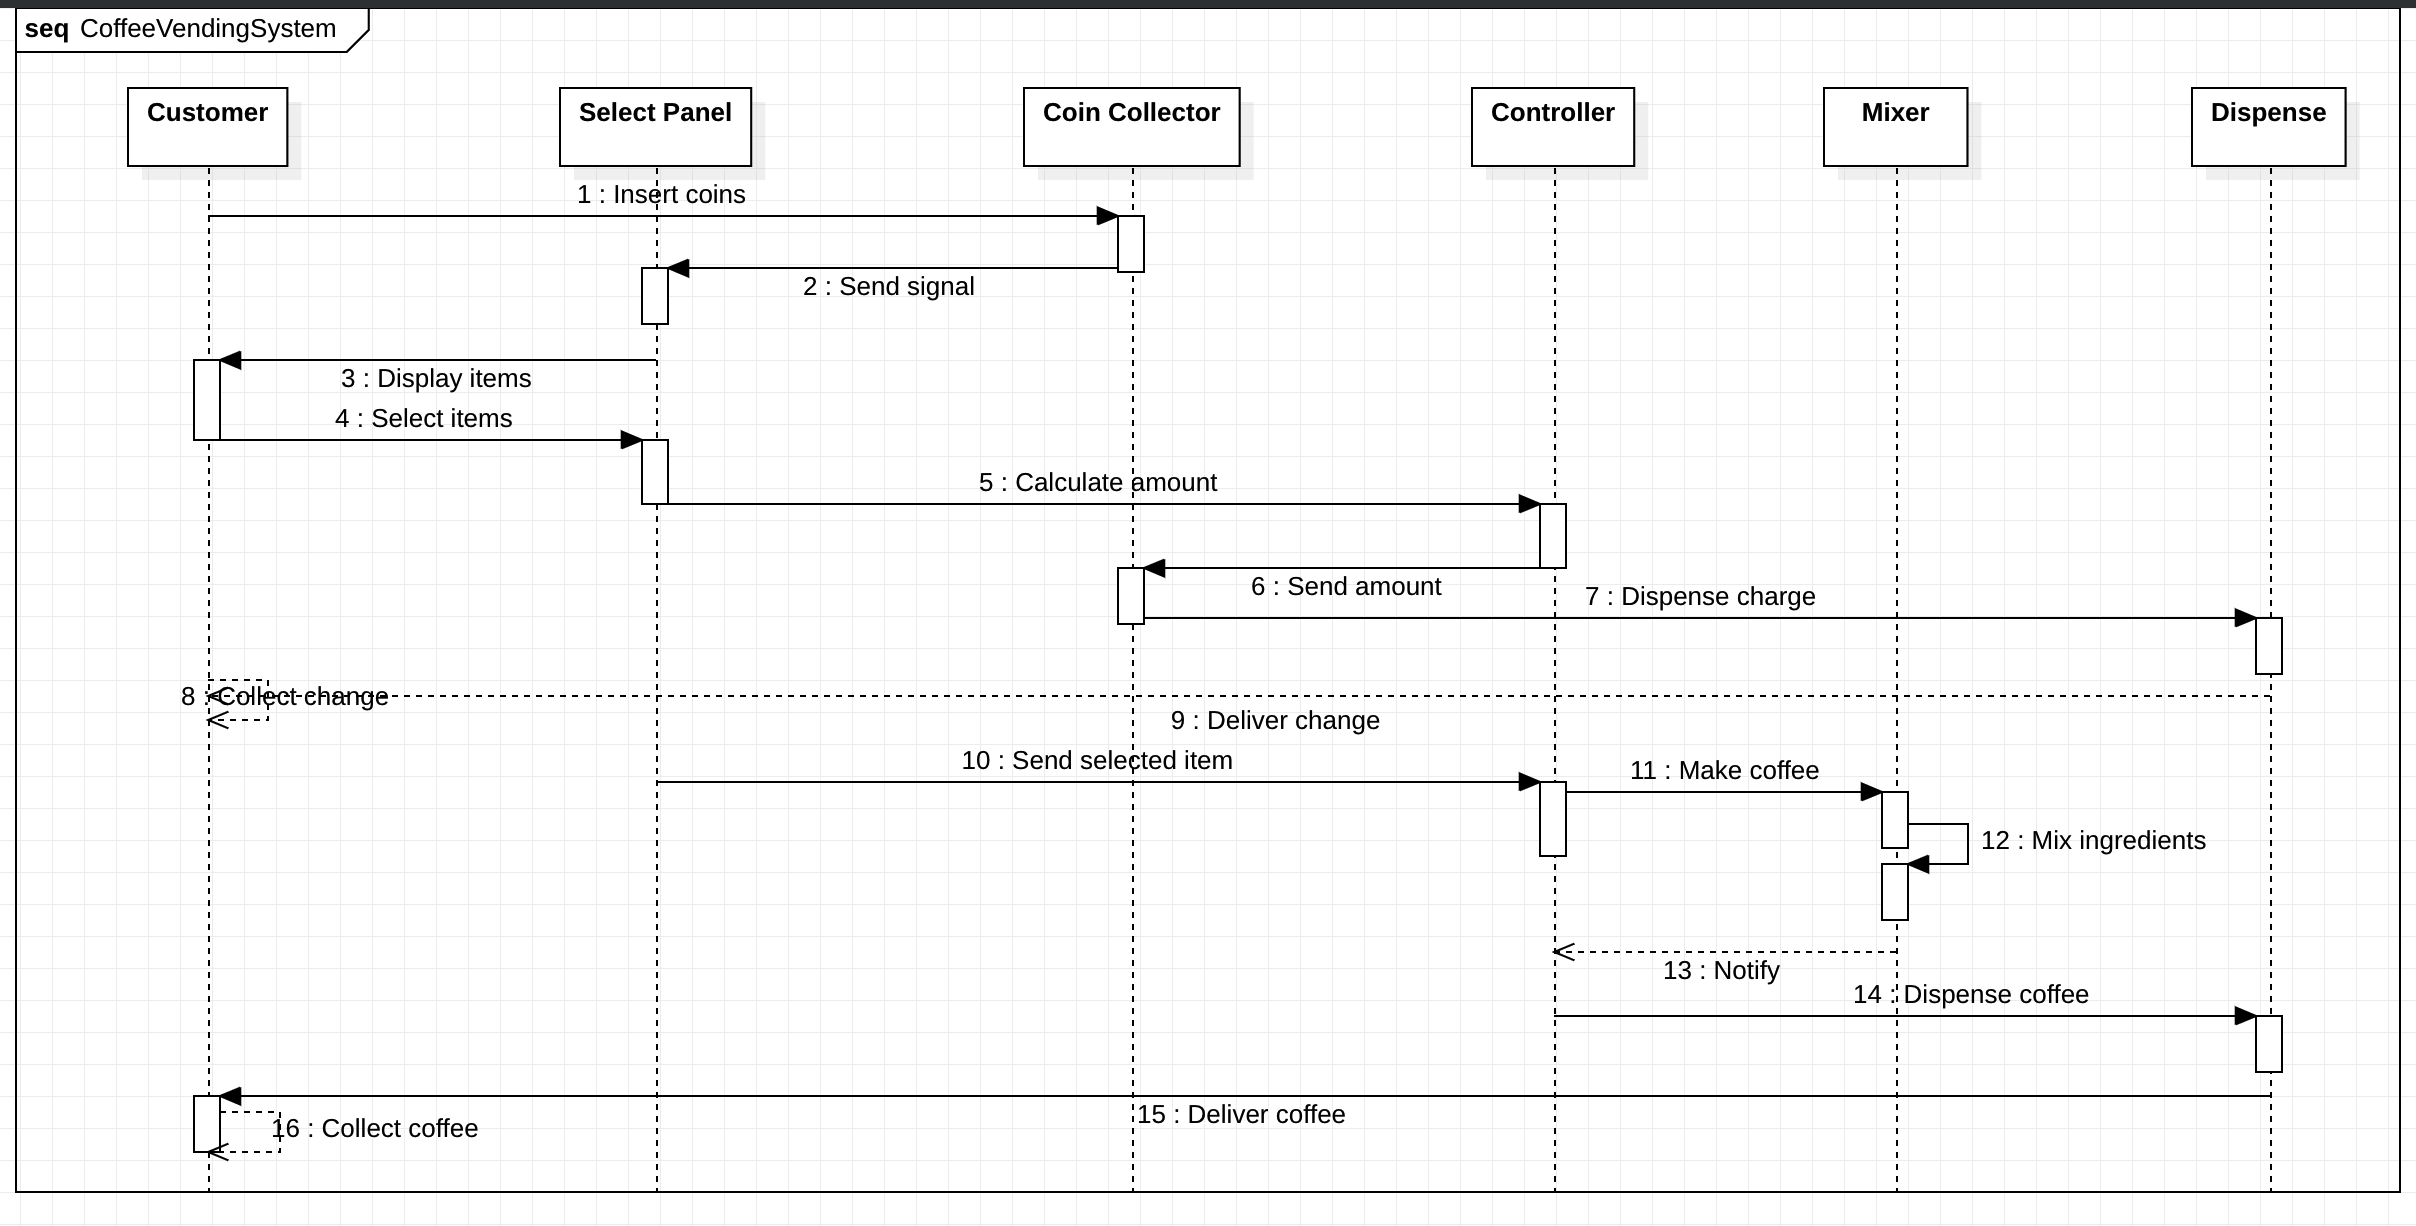 seq CoffeeVendingSystem
Customer
Select Panel
Coin Collector
Controller
Mixer
Dispense
1 : Insert coins
2 : Send signal
3 : Display items
4 : Select items
5 : Calculate amount
6 : Send amount
7 : Dispense charge
8 : Collect change
9 : Deliver change
10 : Send selected item
11 : Make coffee
12 : Mix ingredients
13 : Notify
14 : Dispense coffee
15 : Deliver coffee
16 : Collect coffee